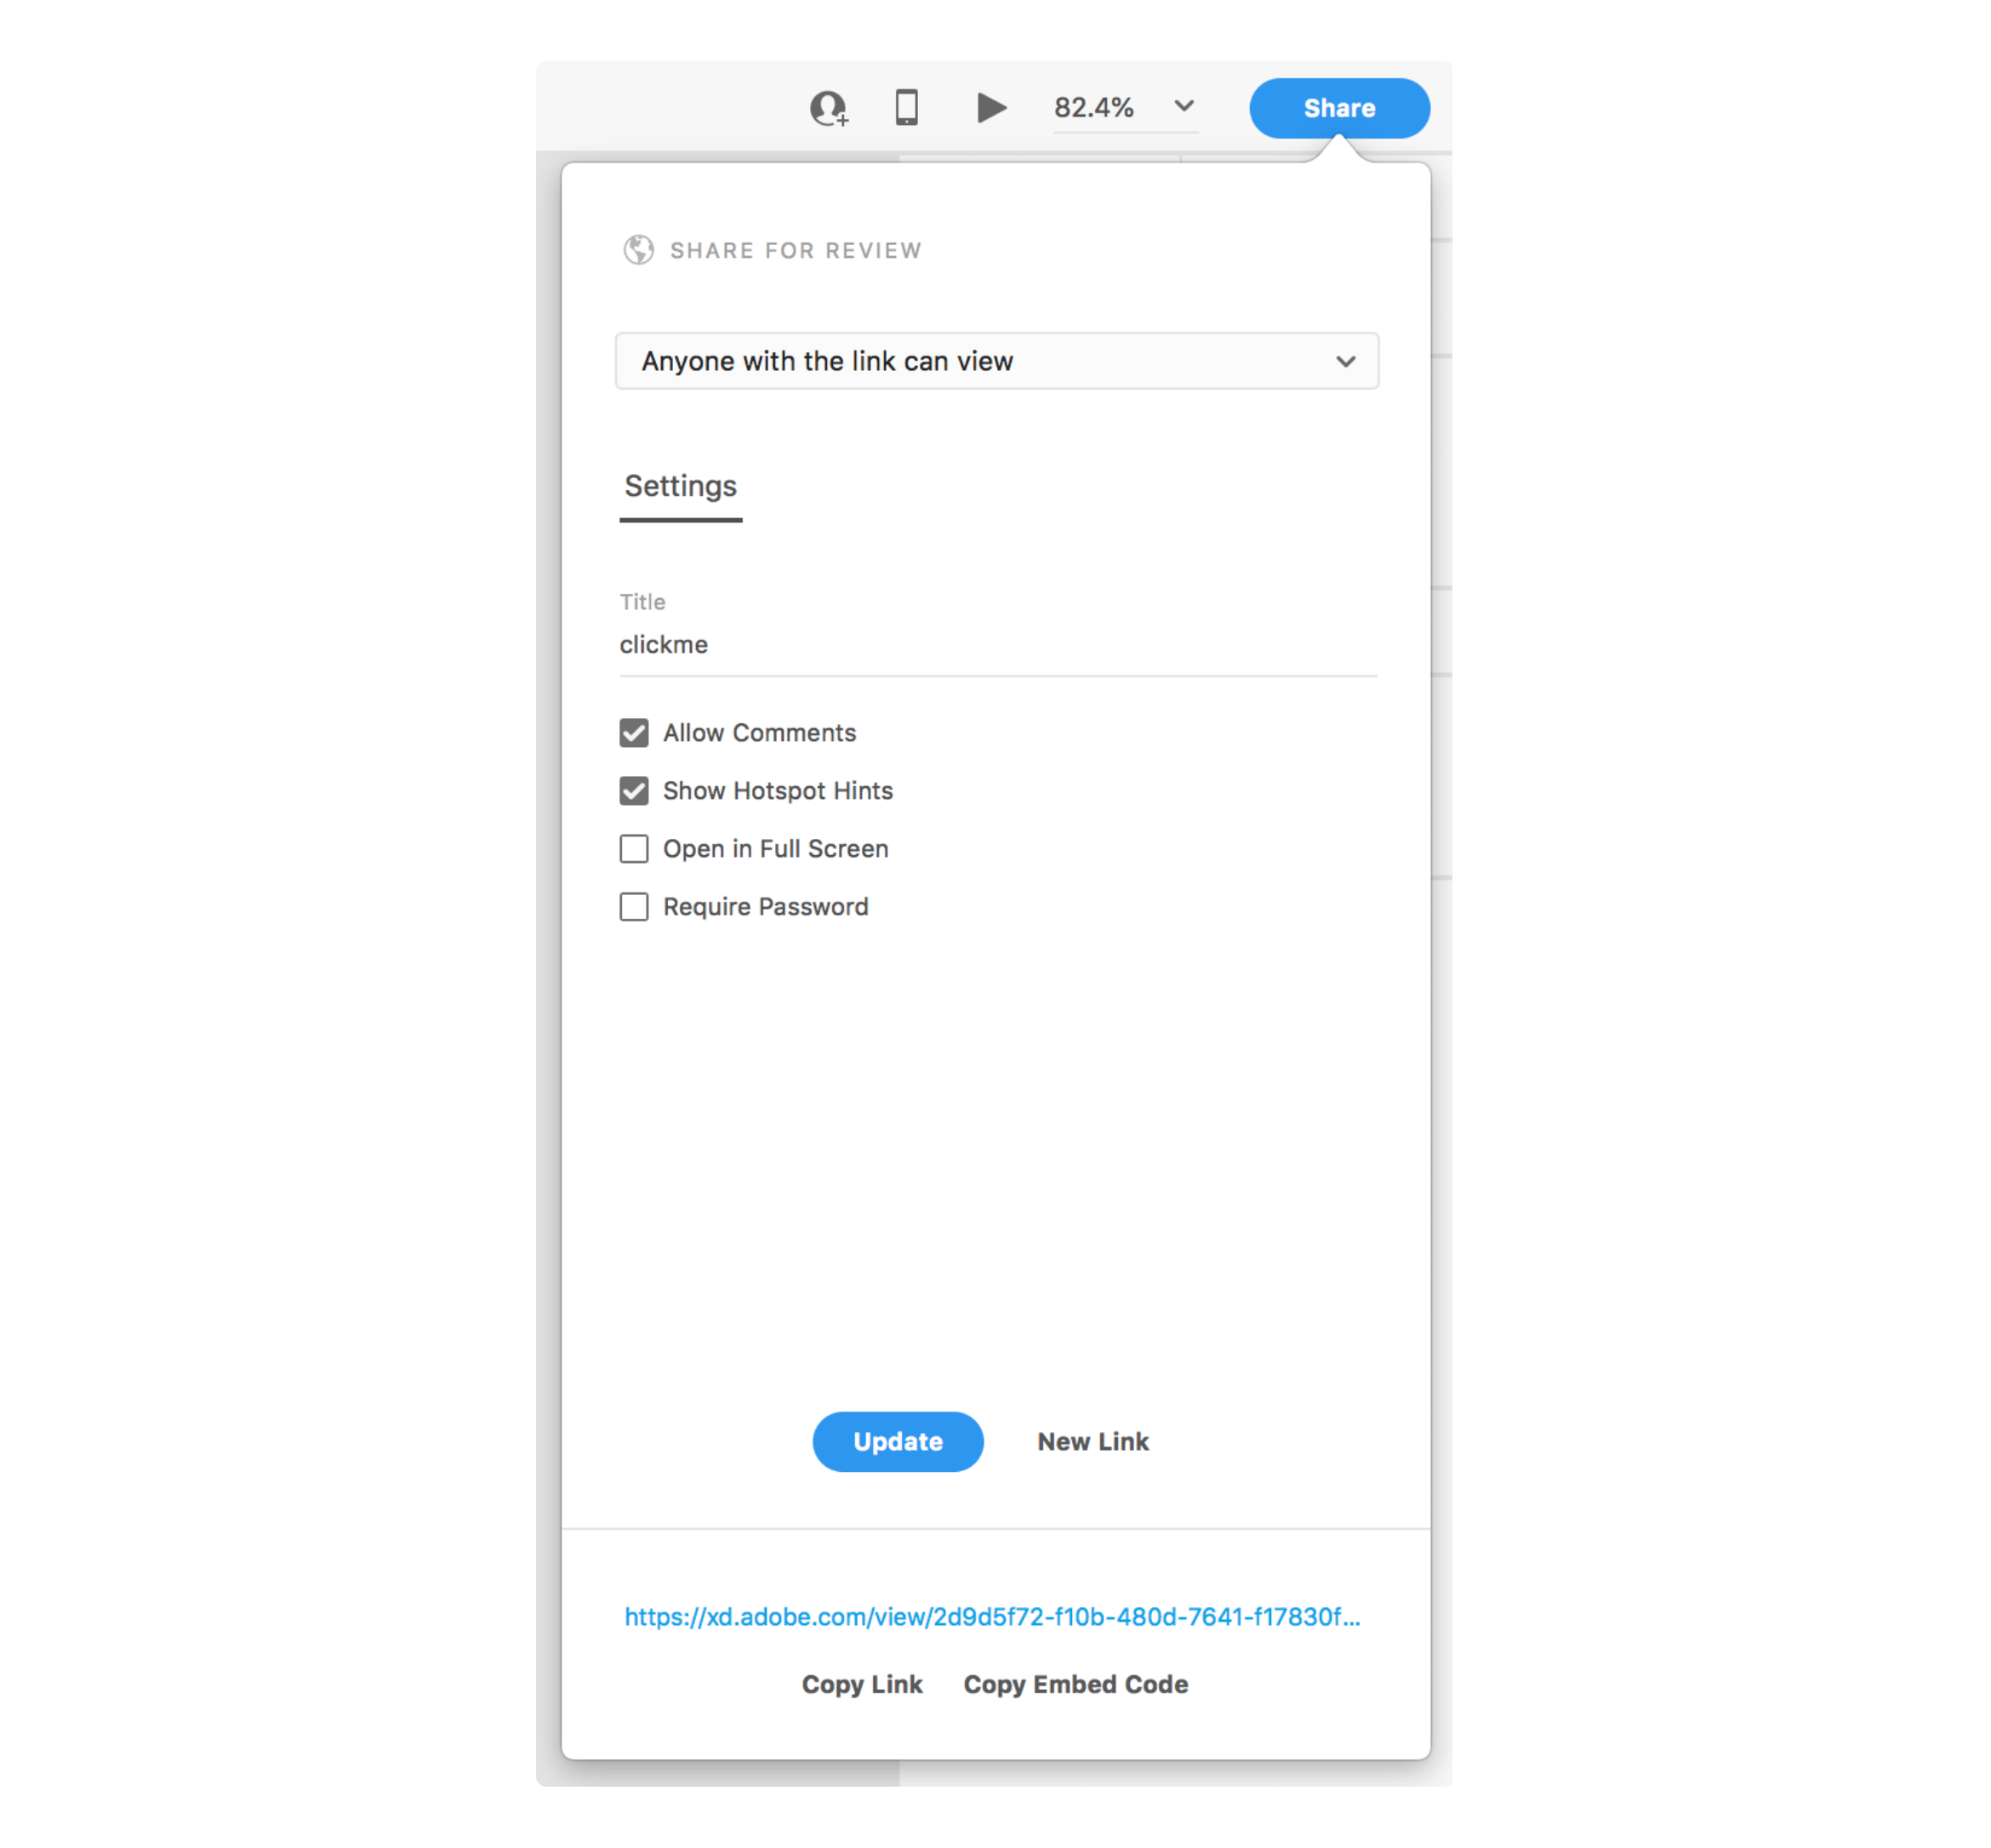 82.4%
Share
SHARE FOR REVIEW
Anyone with the link can view
Settings
Title
clickme
Allow Comments
Show Hotspot Hints
Open in Full Screen
Require Password
Update
New Link
https://xd.adobe.com/view/2d9d5f72-f10b-480d-7641-f17830f...
Copy Link
Copy Embed Code